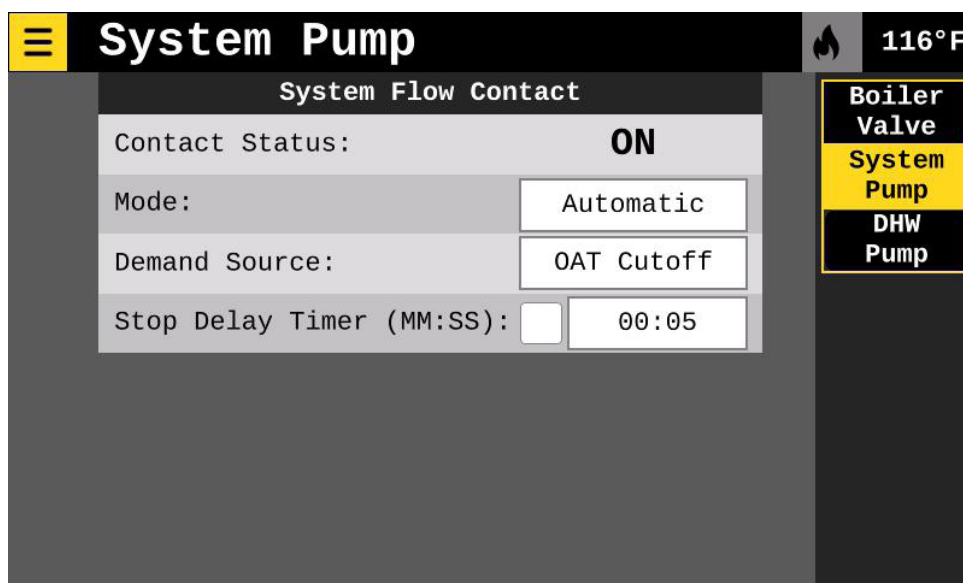 System Pump
116°F
System Flow Contact
Contact Status: ON
Mode: Automatic
Demand Source: OAT Cutoff
Stop Delay Timer (MM:SS): 00:05
Boiler
Valve
System
Pump
DHW
Pump